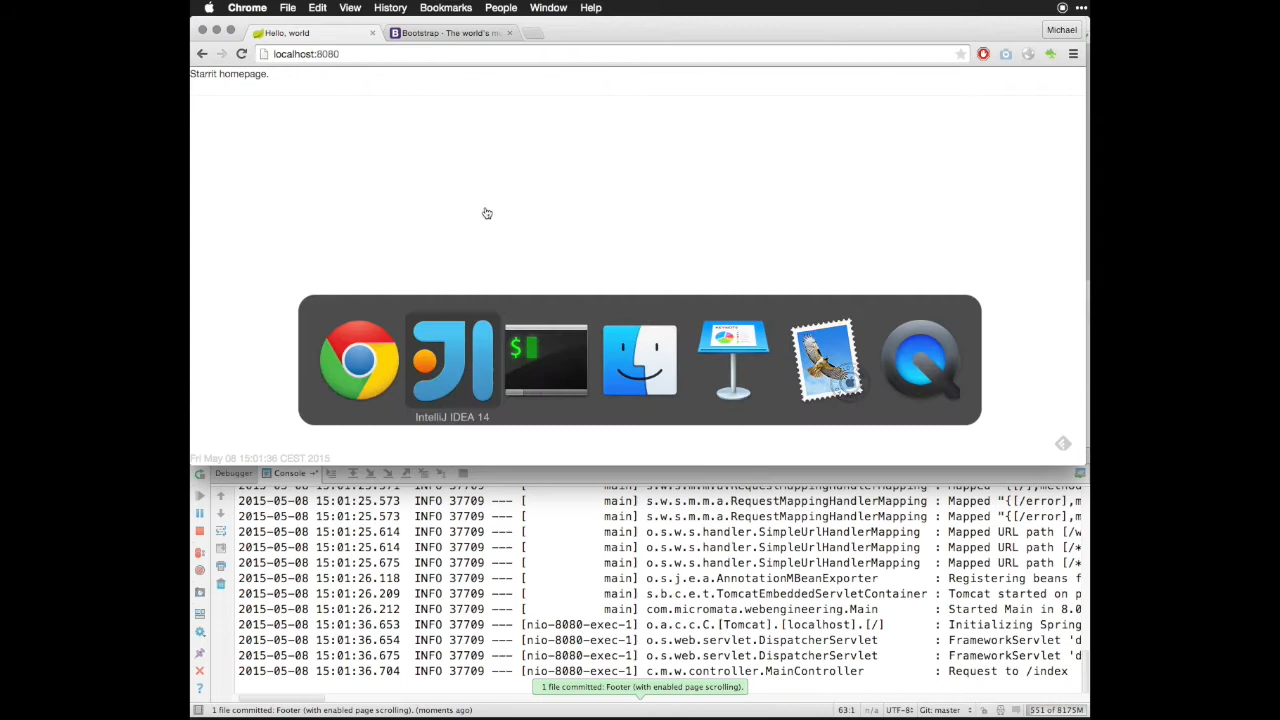 Chrome File Edit View History Bookmarks People Window Help
Hello, world
Bootstrap · The world's m
Michael
localhost:8080
Starrit homepage.
$
KEYNOTE
IntelliJ IDEA 14
Fri May 08 15:01:36 CEST 2015
Debugger Console
2015-05-08 15:01:25.573 INFO 37709 --- [ main] s.w.s.m.m.a.RequestMappingHandlerMapping : Mapped "{[/error],m
2015-05-08 15:01:25.573 INFO 37709 --- [ main] s.w.s.m.m.a.RequestMappingHandlerMapping : Mapped "{[/error],m
2015-05-08 15:01:25.614 INFO 37709 --- [ main] o.s.w.s.handler.SimpleUrlHandlerMapping : Mapped URL path [/w
2015-05-08 15:01:25.614 INFO 37709 --- [ main] o.s.w.s.handler.SimpleUrlHandlerMapping : Mapped URL path [/*
2015-05-08 15:01:25.675 INFO 37709 --- [ main] o.s.w.s.handler.SimpleUrlHandlerMapping : Mapped URL path [/*
2015-05-08 15:01:26.118 INFO 37709 --- [ main] o.s.j.e.a.AnnotationMBeanExporter : Registering beans f
2015-05-08 15:01:26.209 INFO 37709 --- [ main] s.b.c.e.t.TomcatEmbeddedServletContainer : Tomcat started on p
2015-05-08 15:01:26.212 INFO 37709 --- [ main] com.micromata.webengineering.Main : Started Main in 8.0
2015-05-08 15:01:36.653 INFO 37709 --- [nio-8080-exec-1] o.a.c.c.C.[Tomcat].[localhost].[/] : Initializing Spring
2015-05-08 15:01:36.654 INFO 37709 --- [nio-8080-exec-1] o.s.web.servlet.DispatcherServlet : FrameworkServlet 'd
2015-05-08 15:01:36.675 INFO 37709 --- [nio-8080-exec-1] o.s.web.servlet.DispatcherServlet : FrameworkServlet 'd
2015-05-08 15:01:36.704 INFO 37709 --- [nio-8080-exec-1] c.m.w.controller.MainController : Request to /index
1 file committed: Footer (with enabled page scrolling).
1 file committed: Footer (with enabled page scrolling). (moments ago) 63:1 n/a UTF-8 Git: master 551 of 8175M